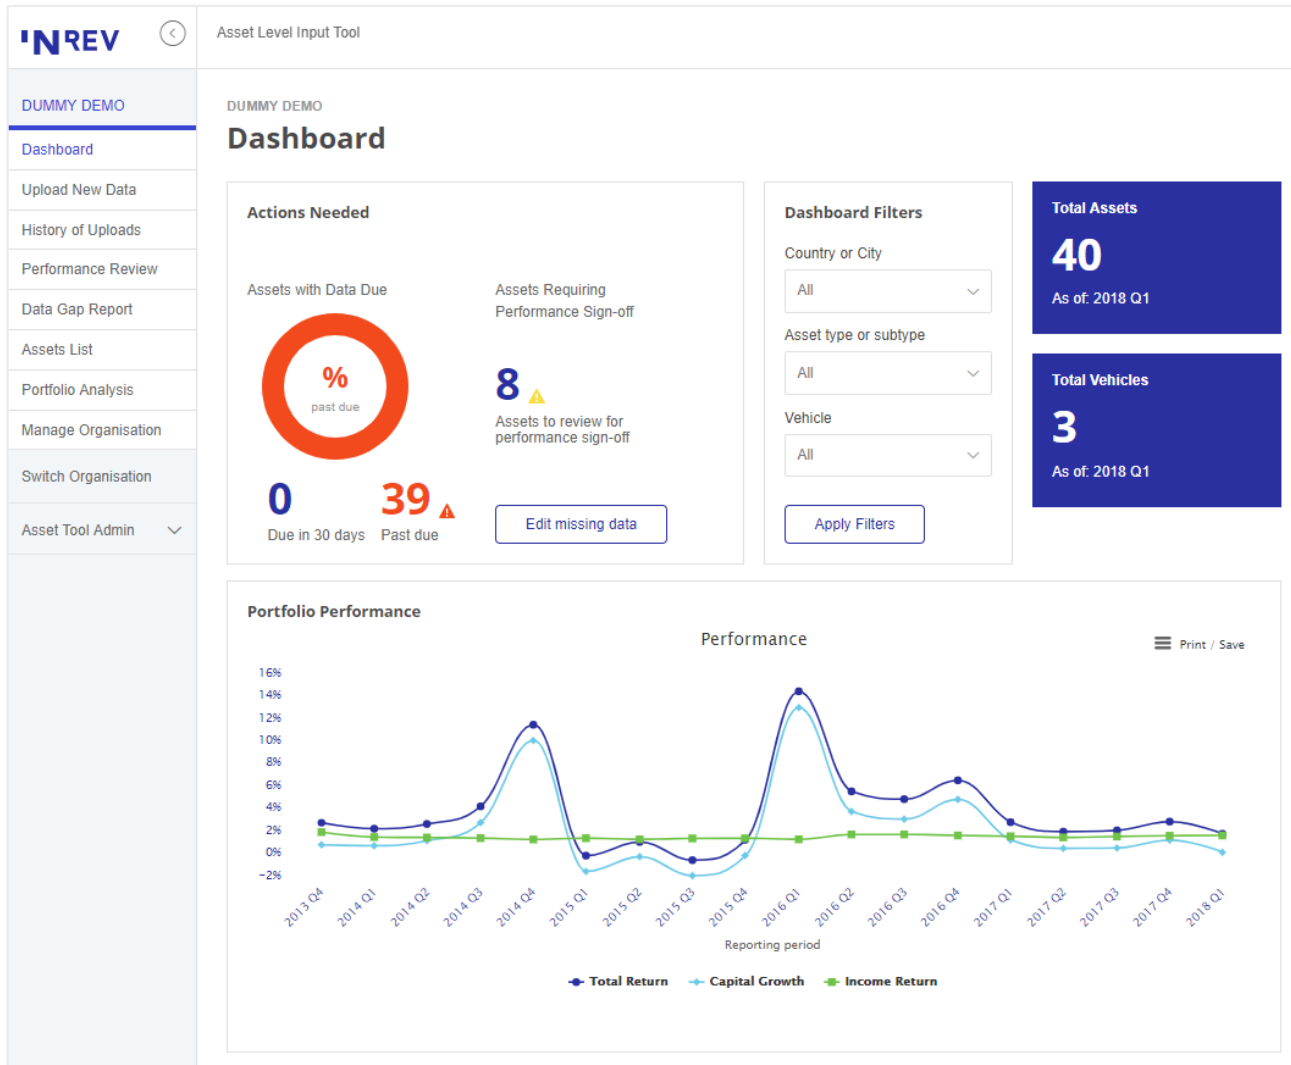 INREV
Asset Level Input Tool
DUMMY DEMO
Dashboard
Upload New Data
History of Uploads
Performance Review
Data Gap Report
Assets List
Portfolio Analysis
Manage Organisation
Switch Organisation
Asset Tool Admin
DUMMY DEMO
Dashboard
Actions Needed
Assets with Data Due
%
past due
0
Due in 30 days
39
Past due
Assets Requiring
Performance Sign-off
8
Assets to review for
performance sign-off
Edit missing data
Dashboard Filters
Country or City
All
Asset type or subtype
All
Vehicle
All
Apply Filters
Total Assets
40
As of: 2018 Q1
Total Vehicles
3
As of: 2018 Q1
Portfolio Performance
Performance
Print / Save
16%
14%
12%
10%
8%
6%
4%
2%
0%
-2%
2013 Q4
2014 Q1
2014 Q2
2014 Q3
2014 Q4
2015 Q1
2015 Q2
2015 Q3
2015 Q4
2016 Q1
2016 Q2
2016 Q3
2016 Q4
2017 Q1
2017 Q2
2017 Q3
2017 Q4
2018 Q1
Reporting period
Total Return
Capital Growth
Income Return